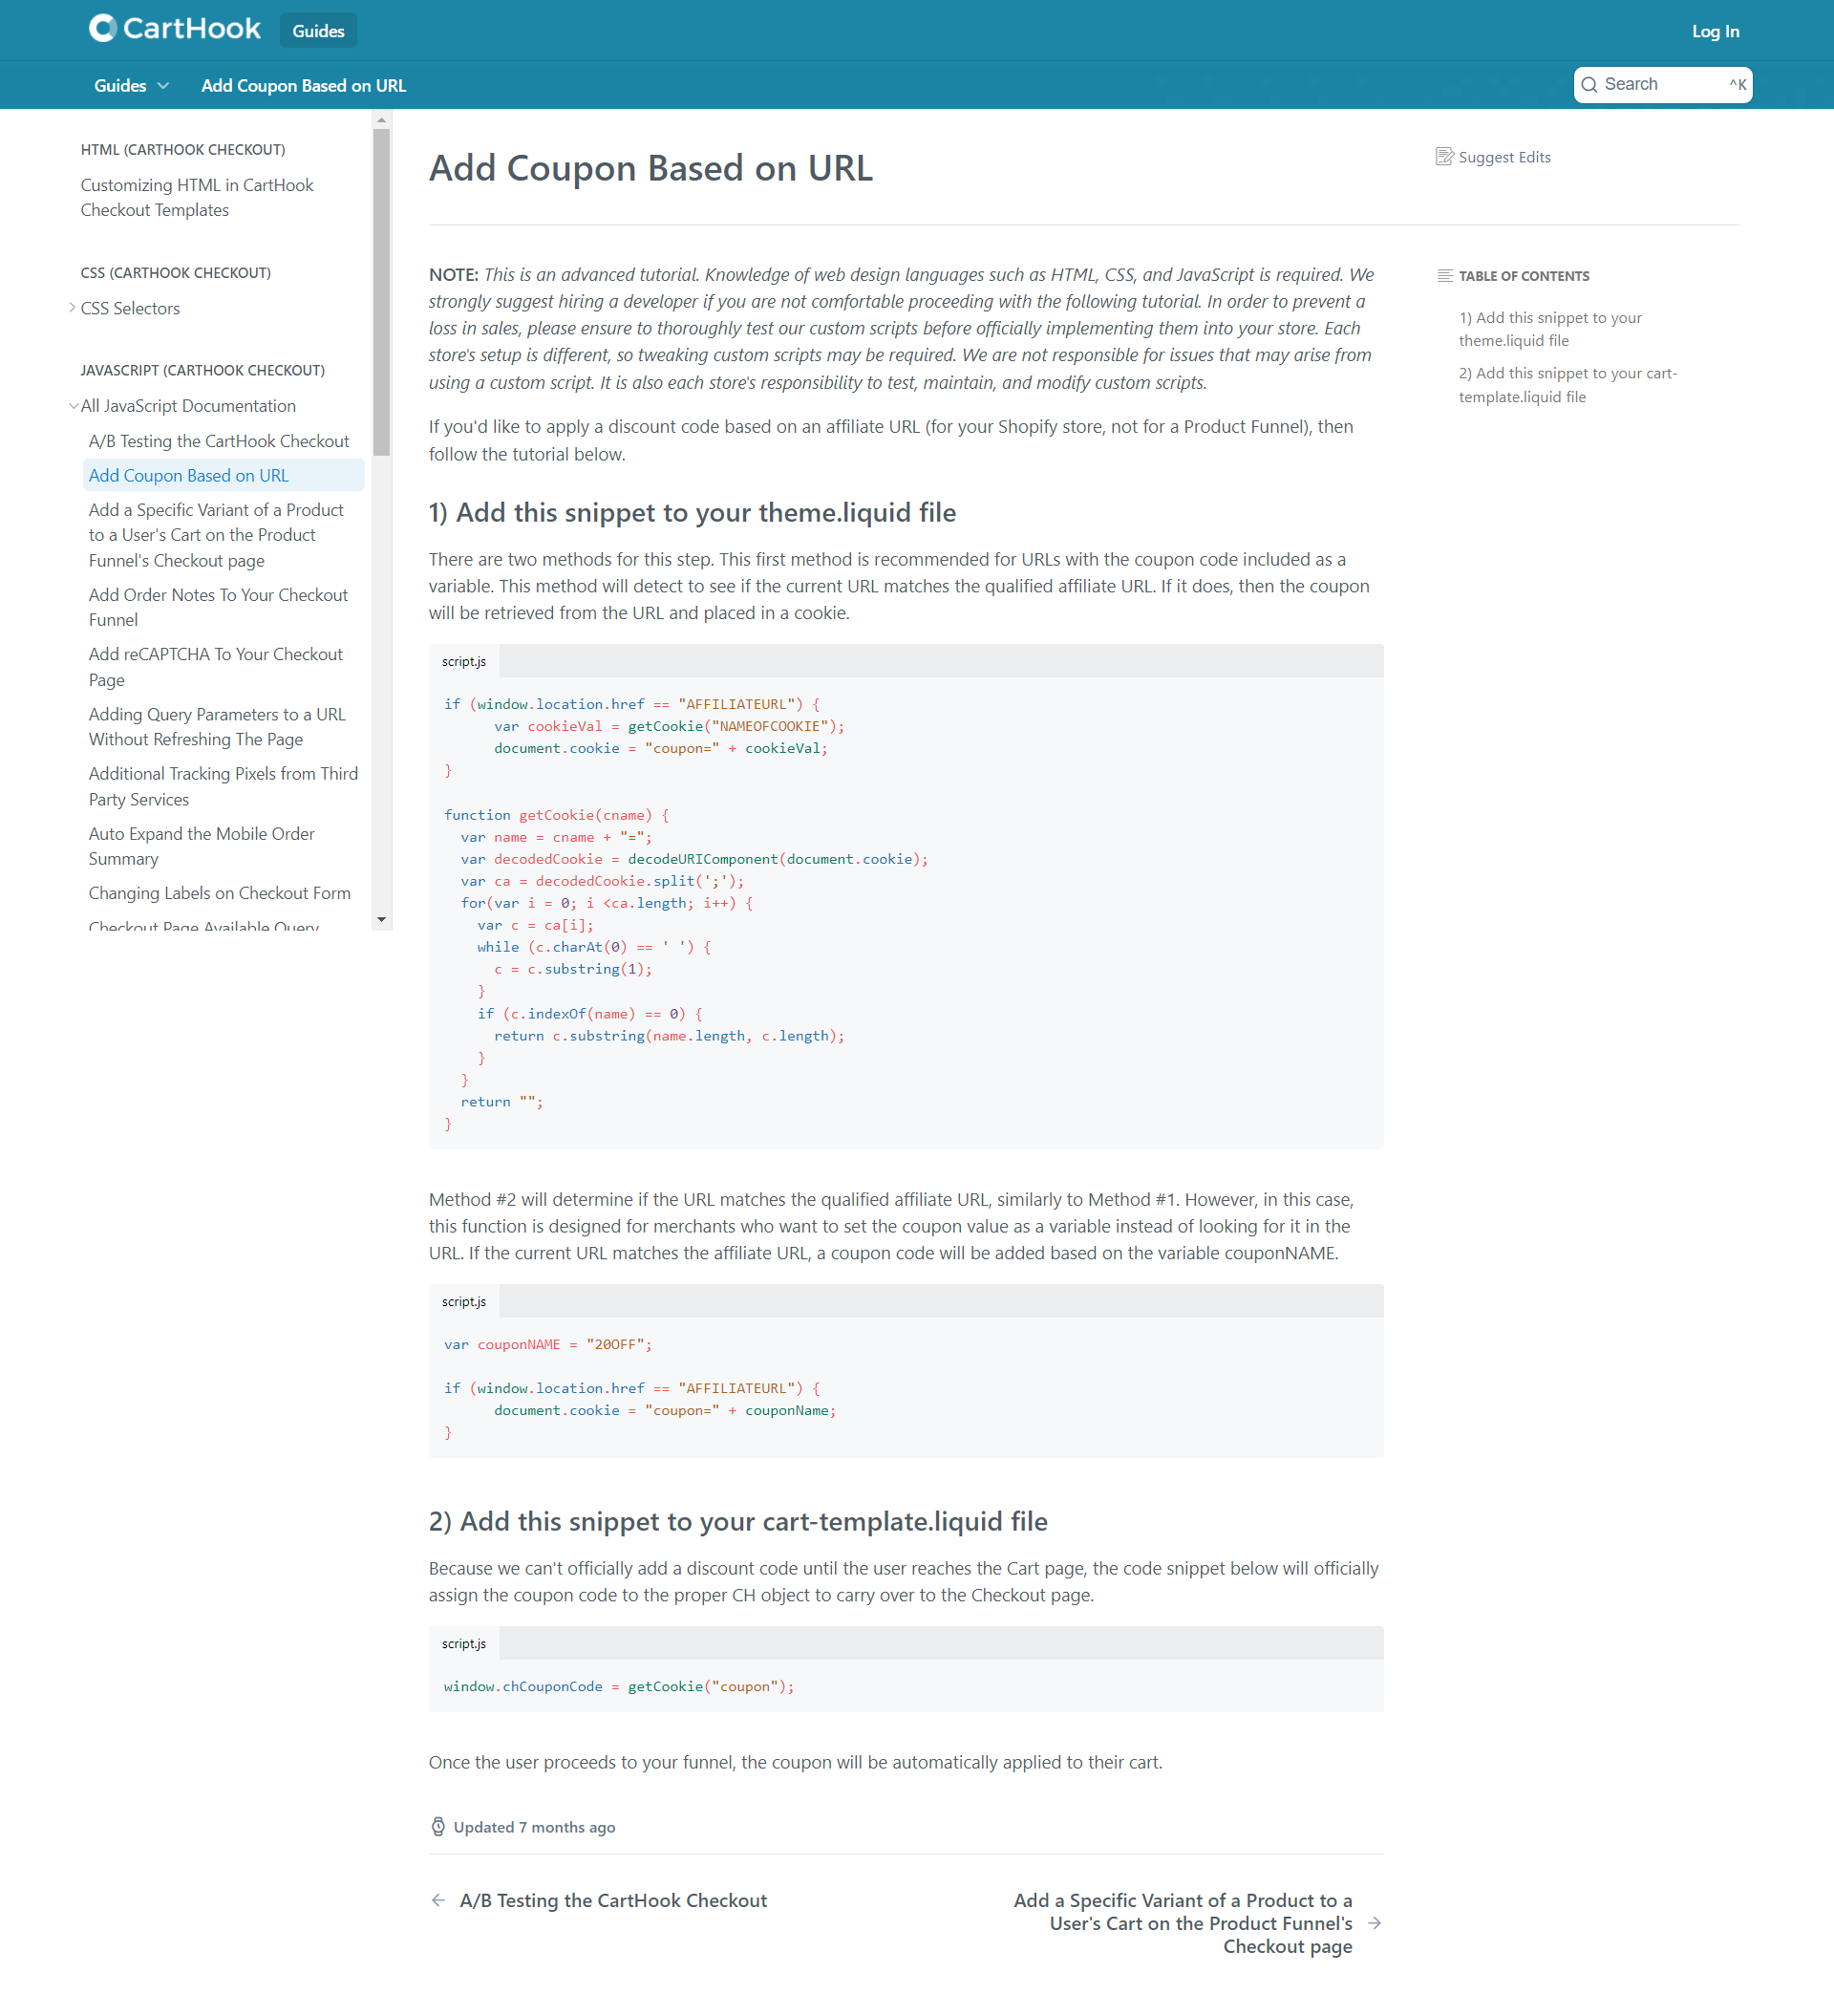 CartHook
Guides
Log In
Guides
Add Coupon Based on URL
Search
^K
HTML (CARTHOOK CHECKOUT)
Customizing HTML in CartHook
Checkout Templates
CSS (CARTHOOK CHECKOUT)
CSS Selectors
JAVASCRIPT (CARTHOOK CHECKOUT)
All JavaScript Documentation
A/B Testing the CartHook Checkout
Add Coupon Based on URL
Add a Specific Variant of a Product
to a User's Cart on the Product
Funnel's Checkout page
Add Order Notes To Your Checkout
Funnel
Add reCAPTCHA To Your Checkout
Page
Adding Query Parameters to a URL
Without Refreshing The Page
Additional Tracking Pixels from Third
Party Services
Auto Expand the Mobile Order
Summary
Changing Labels on Checkout Form
Checkout Page Available Query
Add Coupon Based on URL
Suggest Edits
NOTE: This is an advanced tutorial. Knowledge of web design languages such as HTML, CSS, and JavaScript is required. We
strongly suggest hiring a developer if you are not comfortable proceeding with the following tutorial. In order to prevent a
loss in sales, please ensure to thoroughly test our custom scripts before officially implementing them into your store. Each
store's setup is different, so tweaking custom scripts may be required. We are not responsible for issues that may arise from
using a custom script. It is also each store's responsibility to test, maintain, and modify custom scripts.
If you'd like to apply a discount code based on an affiliate URL (for your Shopify store, not for a Product Funnel), then
follow the tutorial below.
1) Add this snippet to your theme.liquid file
There are two methods for this step. This first method is recommended for URLs with the coupon code included as a
variable. This method will detect to see if the current URL matches the qualified affiliate URL. If it does, then the coupon
will be retrieved from the URL and placed in a cookie.
script.js
if (window.location.href == "AFFILIATEURL") {
var cookieVal = getCookie("NAMEOFCOOKIE");
document.cookie = "coupon=" + cookieVal;
}
function getCookie(cname) {
var name = cname + "=";
var decodedCookie = decodeURIComponent(document.cookie);
var ca = decodedCookie.split(';');
for(var i = 0; i <ca.length; i++) {
var c = ca[i];
while (c.charAt(0) == ' ') {
c = c.substring(1);
}
if (c.indexOf(name) == 0) {
return c.substring(name.length, c.length);
}
}
return "";
}
Method #2 will determine if the URL matches the qualified affiliate URL, similarly to Method #1. However, in this case,
this function is designed for merchants who want to set the coupon value as a variable instead of looking for it in the
URL. If the current URL matches the affiliate URL, a coupon code will be added based on the variable couponNAME.
script.js
var couponNAME = "20OFF";
if (window.location.href == "AFFILIATEURL") {
document.cookie = "coupon=" + couponName;
}
2) Add this snippet to your cart-template.liquid file
Because we can't officially add a discount code until the user reaches the Cart page, the code snippet below will officially
assign the coupon code to the proper CH object to carry over to the Checkout page.
script.js
window.chCouponCode = getCookie("coupon");
Once the user proceeds to your funnel, the coupon will be automatically applied to their cart.
Updated 7 months ago
A/B Testing the CartHook Checkout
Add a Specific Variant of a Product to a
User's Cart on the Product Funnel's
Checkout page
TABLE OF CONTENTS
1) Add this snippet to your
theme.liquid file
2) Add this snippet to your cart-
template.liquid file